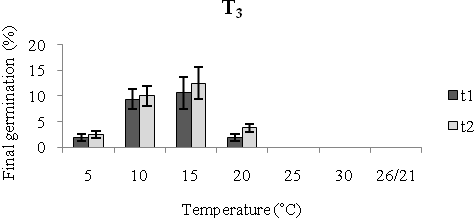 T3
Final germination (%)
20
15
10
5
0
5 10 15 20 25 30 26/21
Temperature (°C)
t1
t2